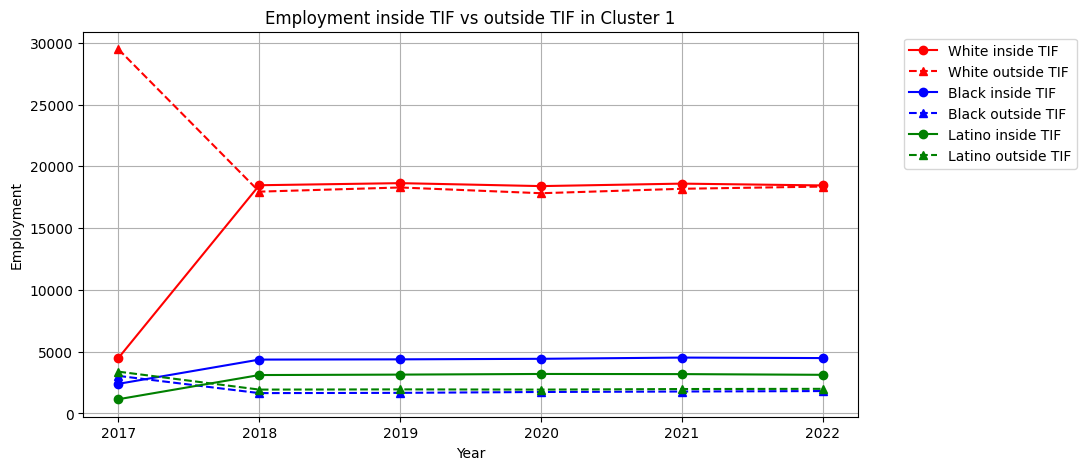 Employment inside TIF vs outside TIF in Cluster 1
30000
25000
20000
15000
10000
5000
0
Employment
2017 2018 2019 2020 2021 2022
Year
White inside TIF
White outside TIF
Black inside TIF
Black outside TIF
Latino inside TIF
Latino outside TIF